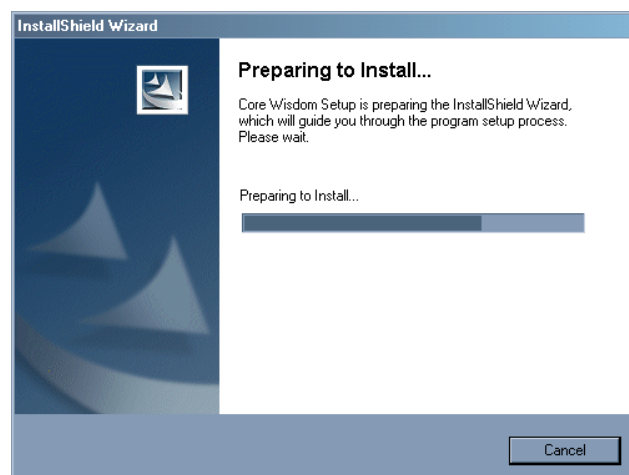 InstallShield Wizard
Preparing to Install...
Core Wisdom Setup is preparing the InstallShield Wizard,
which will guide you through the program setup process.
Please wait.
Preparing to Install...
Cancel